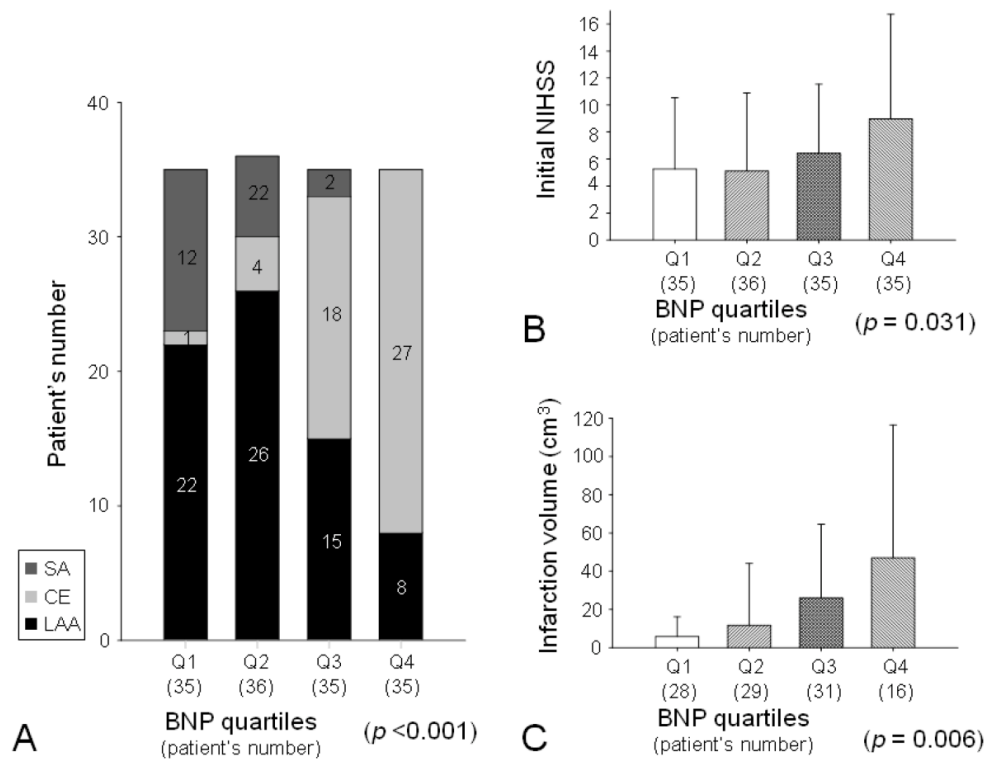 40
30
20
10
0
Patient's number
12
1
22
22
4
26
2
18
15
27
8
SA
CE
LAA
Q1 Q2 Q3 Q4
(35) (36) (35) (35)
BNP quartiles
(patient's number)
(p <0.001)
A
16
14
12
10
8
6
4
2
0
Initial NIHSS
Q1 Q2 Q3 Q4
(35) (36) (35) (35)
BNP quartiles
(patient's number)
(p = 0.031)
B
120
100
80
60
40
20
0
Infarction volume (cm³)
Q1 Q2 Q3 Q4
(28) (29) (31) (16)
BNP quartiles
(patient's number)
(p = 0.006)
C